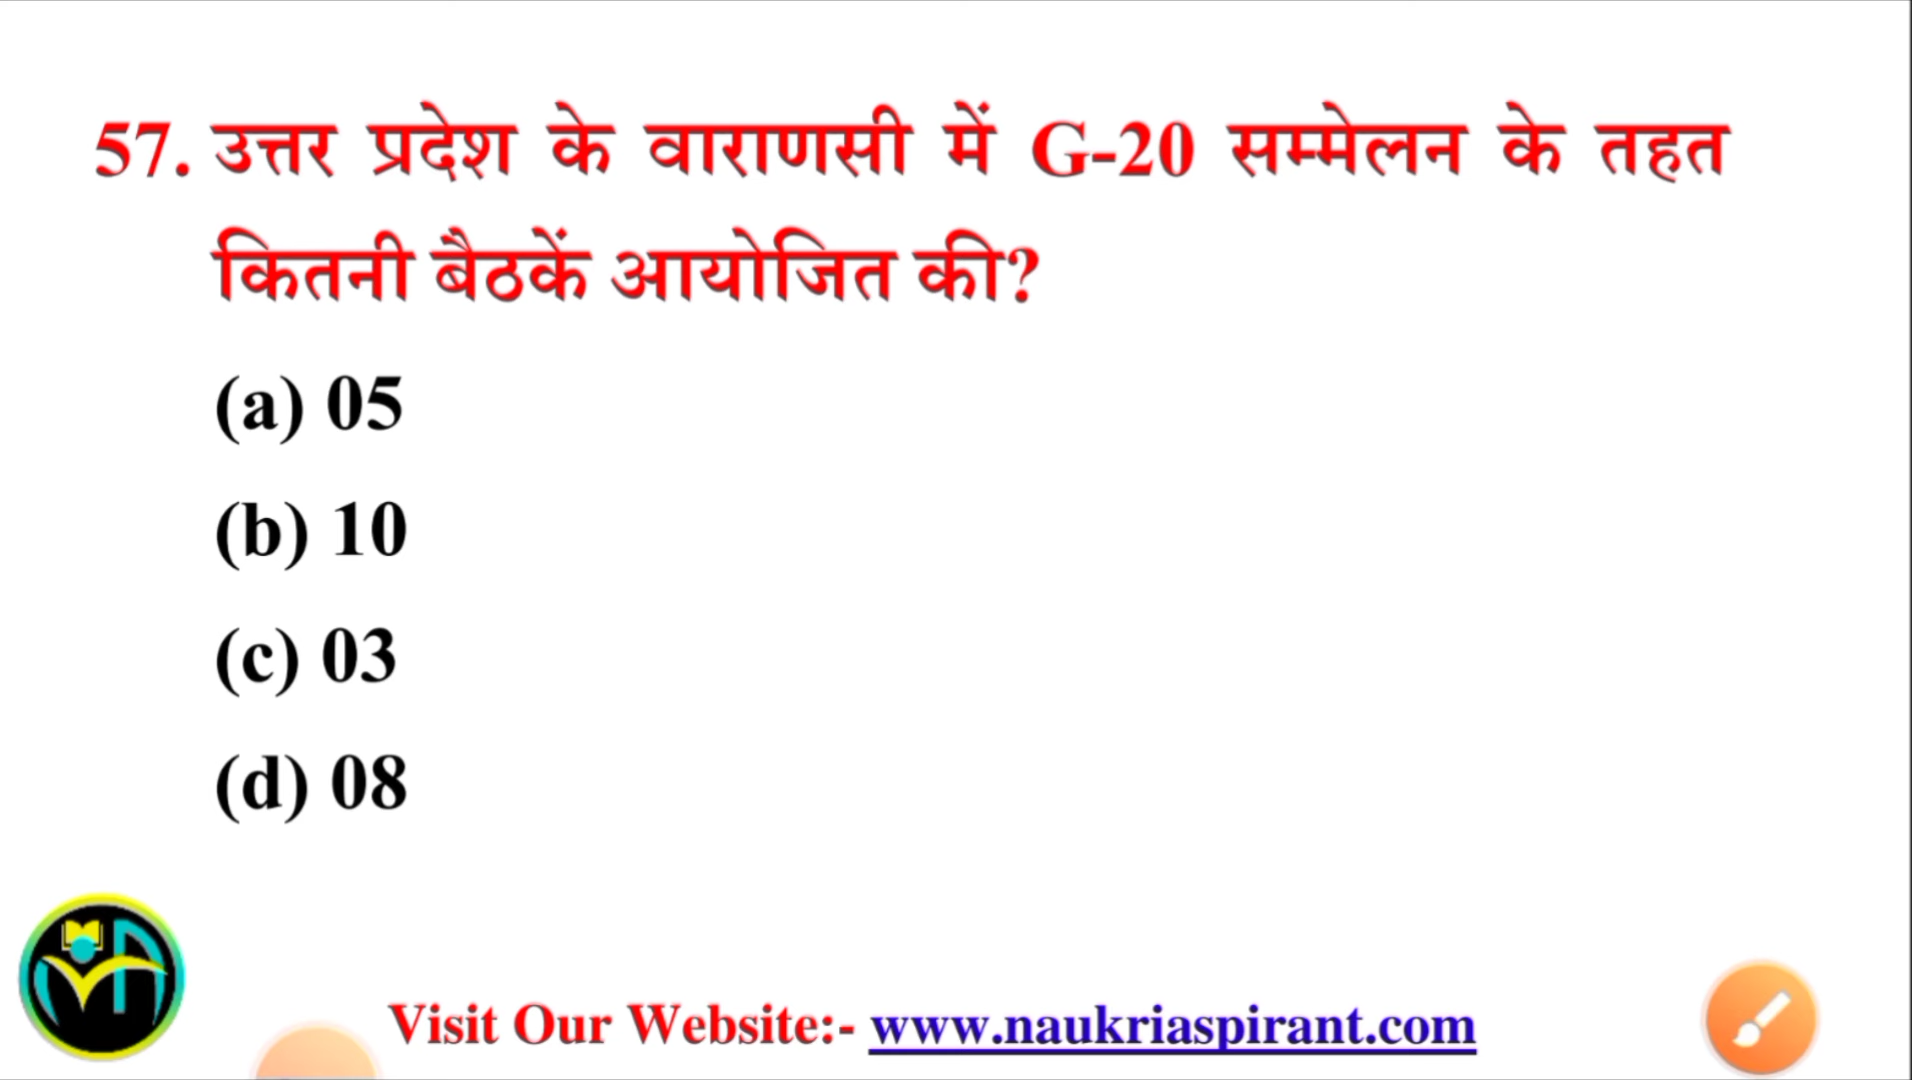 57. उत्तर प्रदेश के वाराणसी में G-20 सम्मेलन के तहत
कितनी बैठकें आयोजित की?
(a) 05
(b) 10
(c) 03
(d) 08
Visit Our Website:- www.naukriaspirant.com